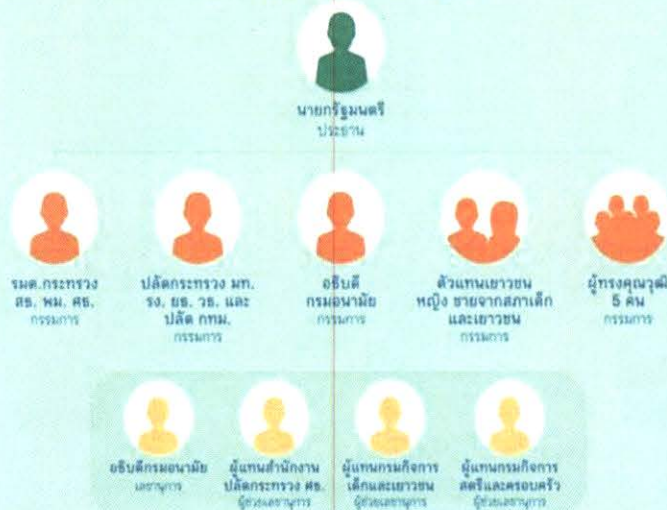 นายกรัฐมนตรี
ประธาน
รมต.กระทรวง
สธ. พม. ศธ.
กรรมการ
ปลัดกระทรวง มท.
รง. ยธ. วธ. และ
ปลัด กทม.
กรรมการ
อธิบดี
กรมอนามัย
กรรมการ
ตัวแทนเยาวชน
หญิง ชายจากสภาเด็ก
และเยาวชน
กรรมการ
ผู้ทรงคุณวุฒิ
5 คน
กรรมการ
อธิบดีกรมอนามัย
เลขานุการ
ผู้แทนสำนักงาน
ปลัดกระทรวง ศธ.
ผู้ช่วยเลขานุการ
ผู้แทนกรมกิจการ
เด็กและเยาวชน
ผู้ช่วยเลขานุการ
ผู้แทนกรมกิจการ
สตรีและครอบครัว
ผู้ช่วยเลขานุการ